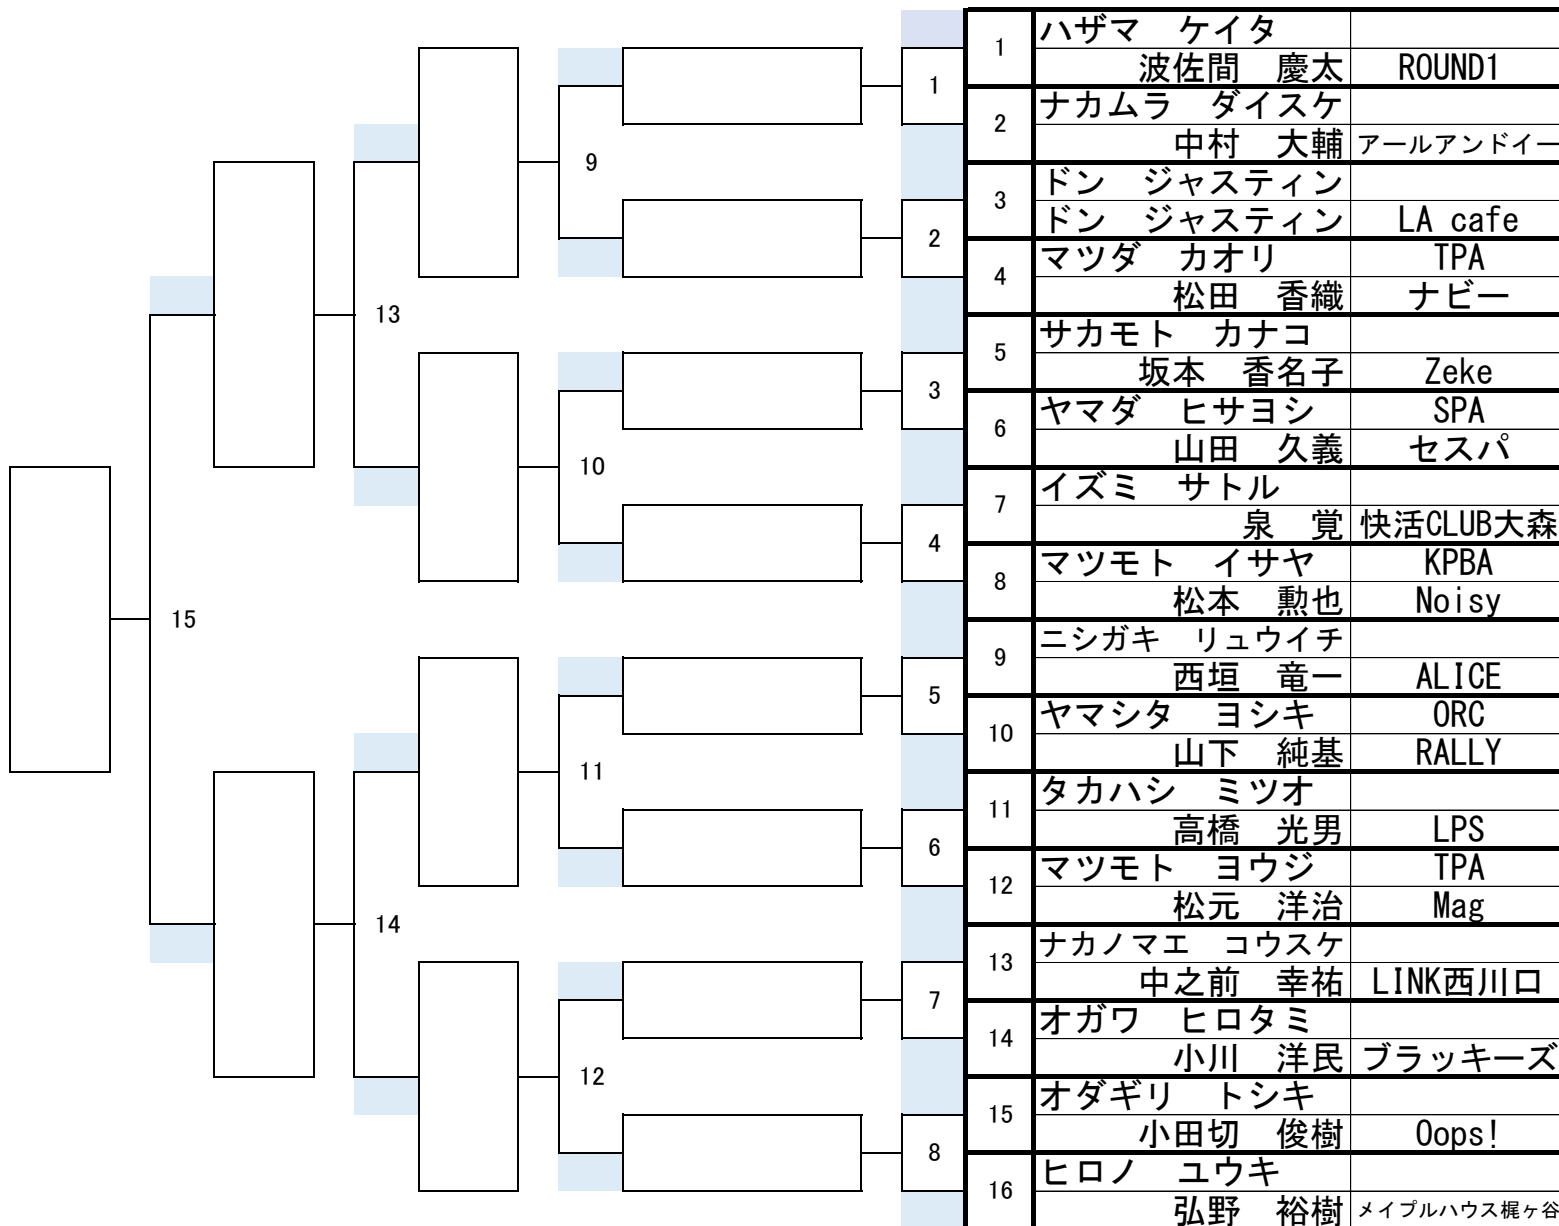 1
ハザマ　ケイタ
波佐間　慶太 ROUND1
2
ナカムラ　ダイスケ
中村　大輔 アールアンドイー
3
ドン　ジャスティン
ドン　ジャスティン LA cafe
4
マツダ　カオリ TPA
松田　香織 ナビー
5
サカモト　カナコ
坂本　香名子 Zeke
6
ヤマダ　ヒサヨシ SPA
山田　久義 セスパ
7
イズミ　サトル
泉　覚 快活CLUB大森
8
マツモト　イサヤ KPBA
松本　勲也 Noisy
9
ニシガキ　リュウイチ
西垣　竜一 ALICE
10
ヤマシタ　ヨシキ ORC
山下　純基 RALLY
11
タカハシ　ミツオ
高橋　光男 LPS
12
マツモト　ヨウジ TPA
松元　洋治 Mag
13
ナカノマエ　コウスケ
中之前　幸祐 LINK西川口
14
オガワ　ヒロタミ
小川　洋民 ブラッキーズ
15
オダギリ　トシキ
小田切　俊樹 Oops!
16
ヒロノ　ユウキ
弘野　裕樹 メイプルハウス梶ヶ谷
1
2
3
4
5
6
7
8
9
10
11
12
13
14
15